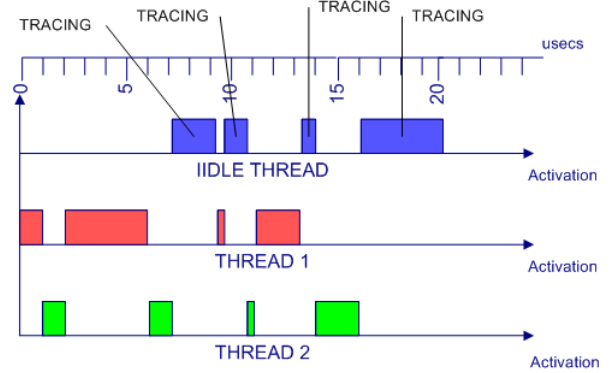 TRACING TRACING TRACING TRACING
usecs
0 5 10 15 20
IIDLE THREAD
Activation
THREAD 1
Activation
THREAD 2
Activation